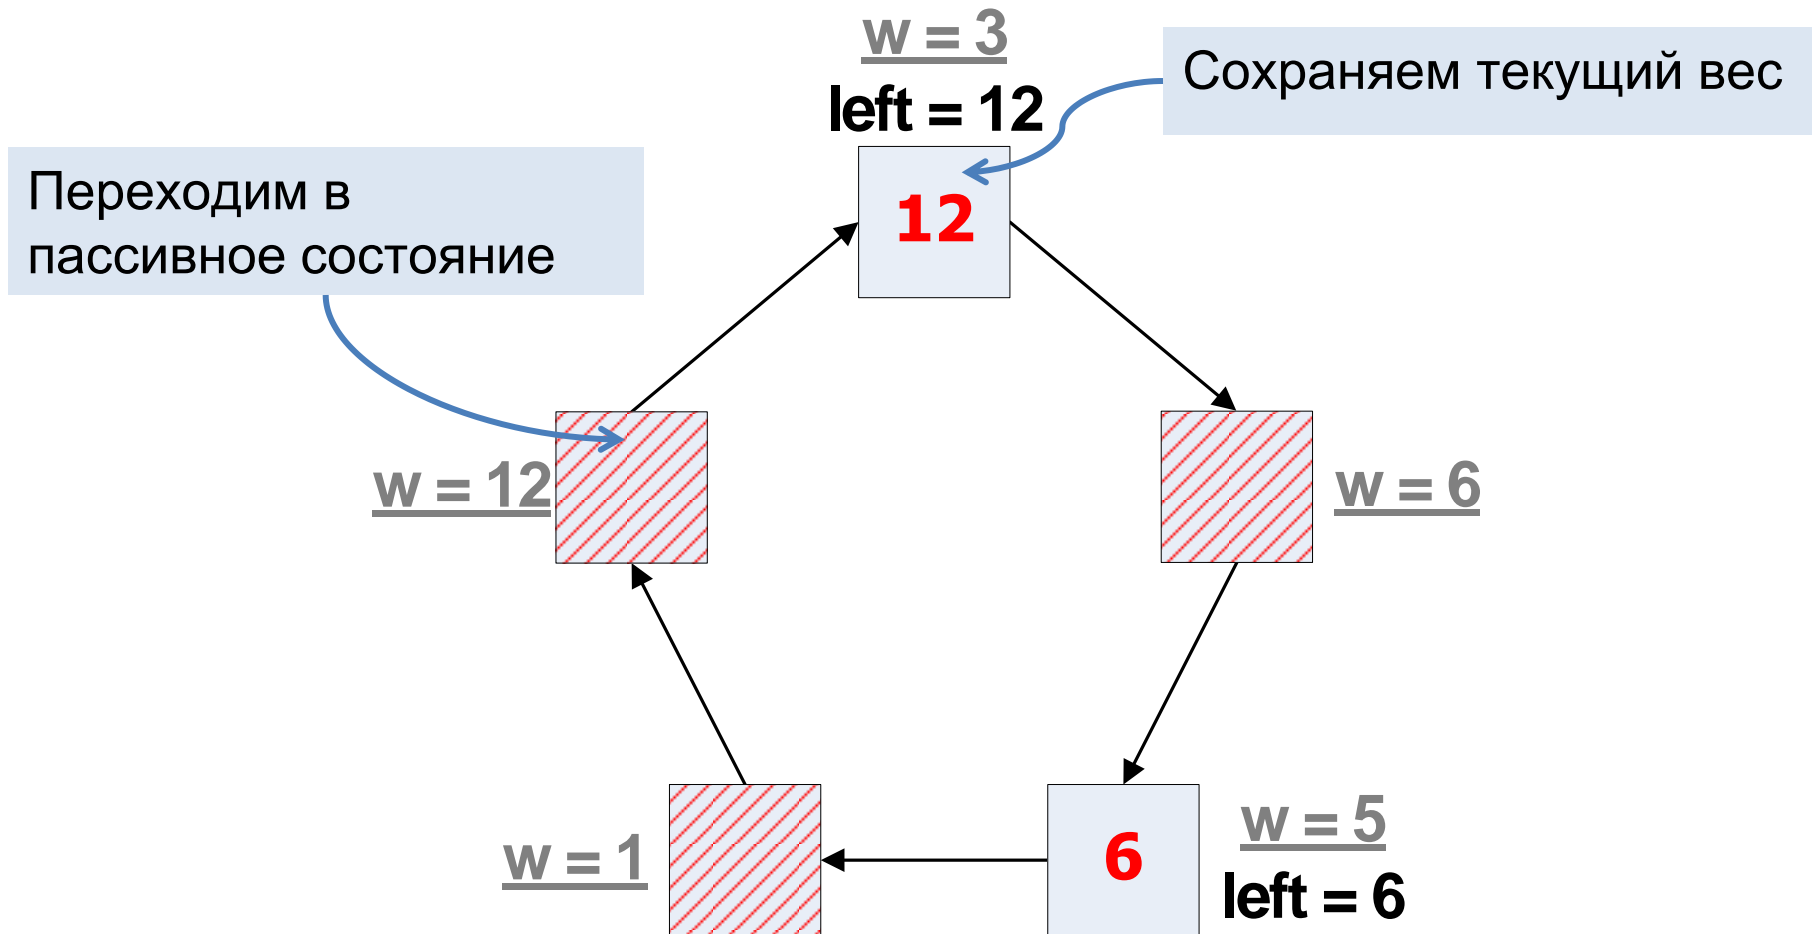 w = 3
left = 12
Сохраняем текущий вес
Переходим в
пассивное состояние
12
w = 12
w = 6
w = 1
6
w = 5
left = 6